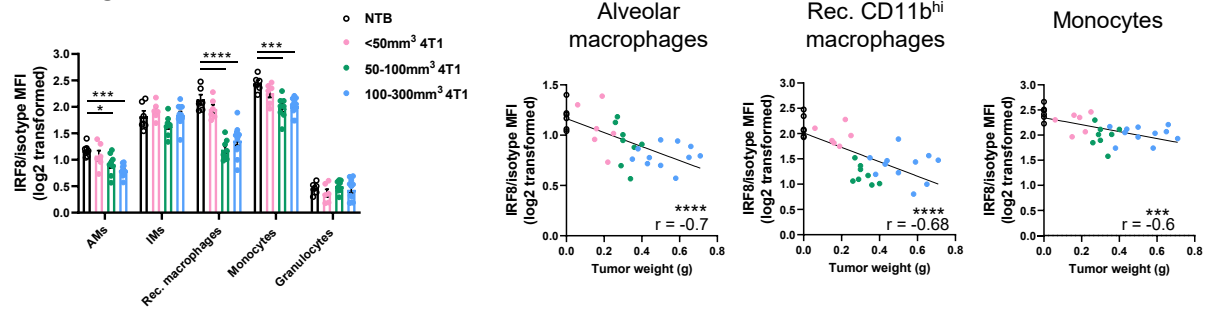 NTB
<50mm³ 4T1
50-100mm³ 4T1
100-300mm³ 4T1
IRF8/isotype MFI
(log2 transformed)
3.0
2.5
2.0
1.5
1.0
0.5
0.0
***
*
****
***
AMs
IMs
Rec. macrophages
Monocytes
Granulocytes
Alveolar
macrophages
IRF8/isotype MFI
(log2 transformed)
1.5
1.0
0.5
0.0
0.0 0.2 0.4 0.6 0.8
Tumor weight (g)
****
r = -0.7
Rec. CD11bʰⁱ
macrophages
IRF8/isotype MFI
(log2 transformed)
3.0
2.5
2.0
1.5
1.0
0.5
0.0
0.0 0.2 0.4 0.6 0.8
Tumor weight (g)
****
r = -0.68
Monocytes
IRF8/isotype MFI
(log2 transformed)
3.0
2.5
2.0
1.5
1.0
0.5
0.0
0.0 0.2 0.4 0.6 0.8
Tumor weight (g)
***
r = -0.6